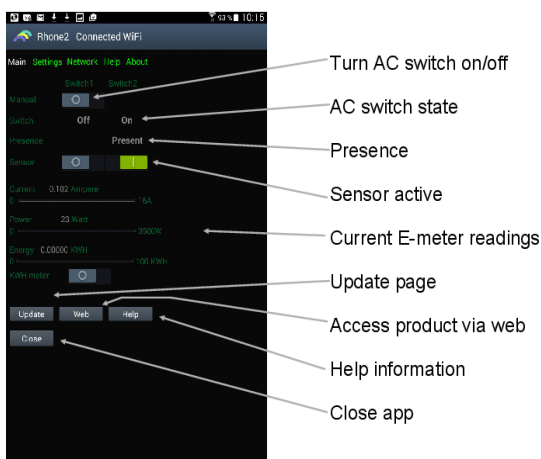 93 % 10:15
Rhone2 Connected WiFi
Main Settings Network Help About
Switch1 Switch2
Manual
Switch Off On
Presence Present
Sensor
Current 0.102 Ampere
0 16A
Power 23 Watt
0 3500W
Energy 0.00000 KWH
0 100 KWH
KWH meter
Update Web Help
Close
Turn AC switch on/off
AC switch state
Presence
Sensor active
Current E-meter readings
Update page
Access product via web
Help information
Close app